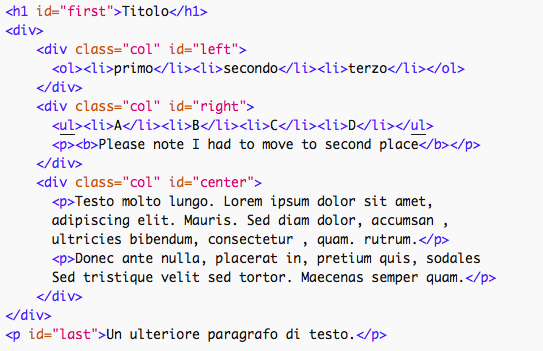 <h1 id="first">Titolo</h1>
<div>
    <div class="col" id="left">
      <ol><li>primo</li><li>secondo</li><li>terzo</li></ol>
    </div>
    <div class="col" id="right">
      <ul><li>A</li><li>B</li><li>C</li><li>D</li></ul>
      <p><b>Please note I had to move to second place</b></p>
    </div>
    <div class="col" id="center">
      <p>Testo molto lungo. Lorem ipsum dolor sit amet,
      adipiscing elit. Mauris. Sed diam dolor, accumsan ,
      ultricies bibendum, consectetur , quam. rutrum.</p>
      <p>Donec ante nulla, placerat in, pretium quis, sodales
      Sed tristique velit sed tortor. Maecenas semper quam.</p>
    </div>
</div>
<p id="last">Un ulteriore paragrafo di testo.</p>